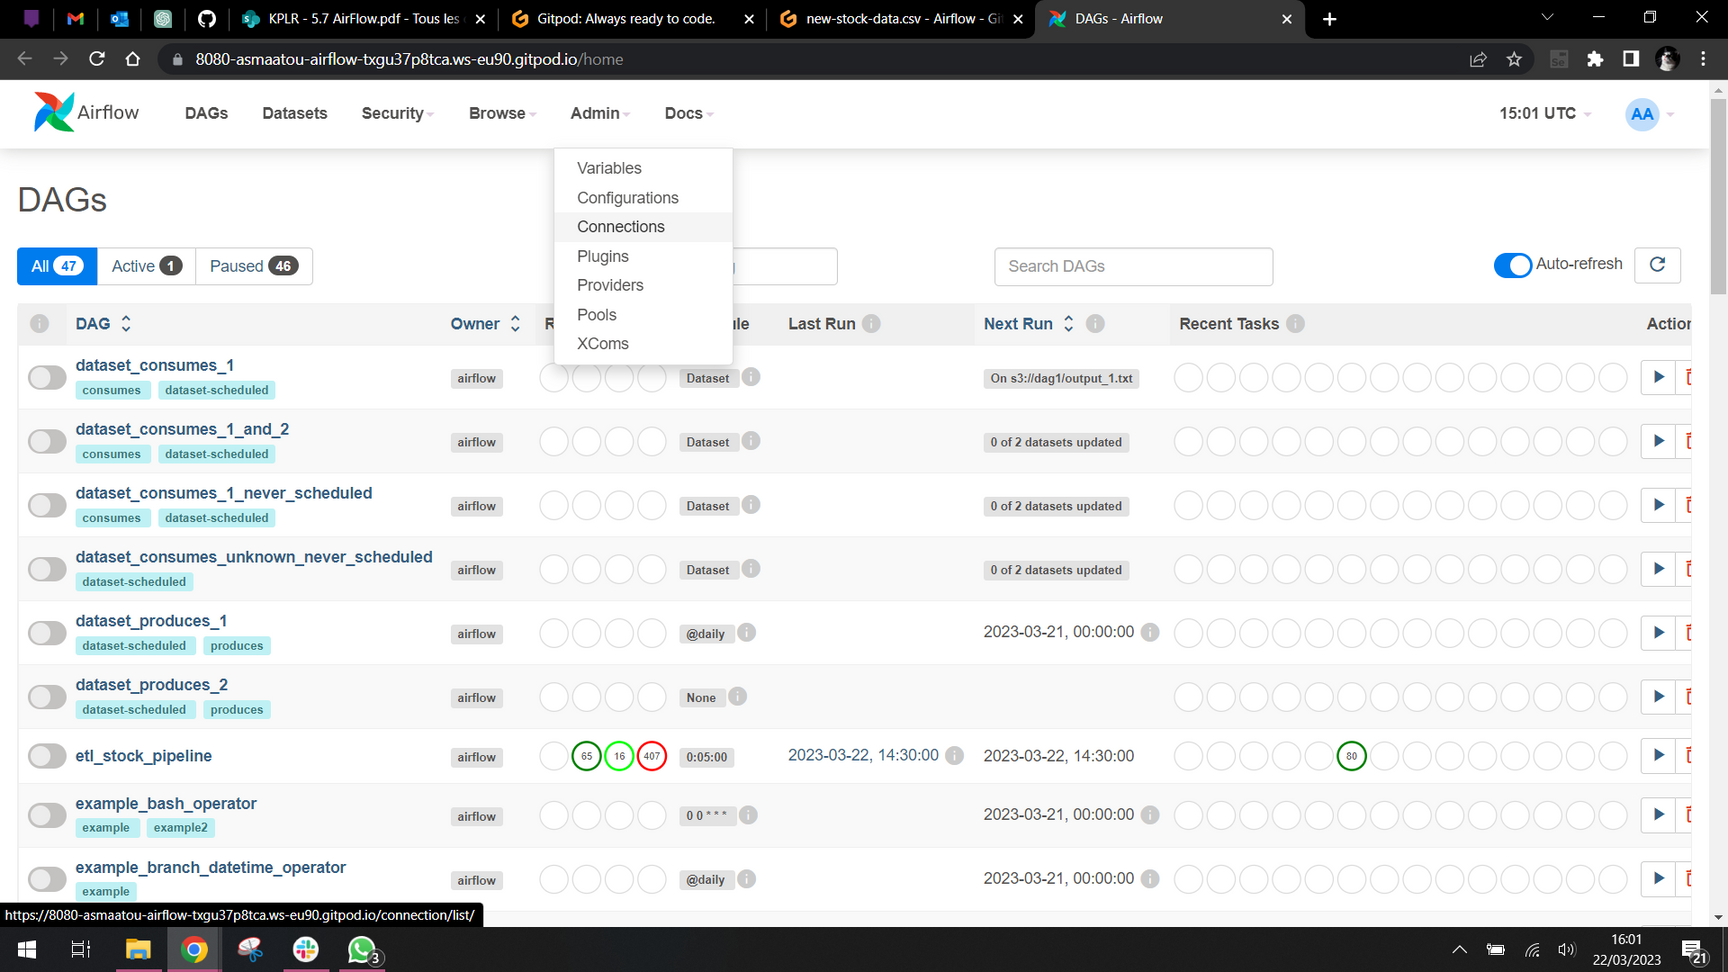 KPLR - 5.7 AirFlow.pdf - Tous les
Gitpod: Always ready to code.
new-stock-data.csv - Airflow - Gi
DAGs - Airflow
8080-asmaatou-airflow-txgu37p8tca.ws-eu90.gitpod.io/home
Airflow
DAGs
Datasets
Security
Browse
Admin
Docs
15:01 UTC
AA
Variables
Configurations
Connections
Plugins
Providers
Pools
XComs
DAGs
All 47
Active 1
Paused 46
Search DAGs
Auto-refresh
DAG Owner R ule Last Run Next Run Recent Tasks Action
dataset_consumes_1
consumes dataset-scheduled
airflow Dataset On s3://dag1/output_1.txt
dataset_consumes_1_and_2
consumes dataset-scheduled
airflow Dataset 0 of 2 datasets updated
dataset_consumes_1_never_scheduled
consumes dataset-scheduled
airflow Dataset 0 of 2 datasets updated
dataset_consumes_unknown_never_scheduled
dataset-scheduled
airflow Dataset 0 of 2 datasets updated
dataset_produces_1
dataset-scheduled produces
airflow @daily 2023-03-21, 00:00:00
dataset_produces_2
dataset-scheduled produces
airflow None
etl_stock_pipeline airflow 65 16 407 0:05:00 2023-03-22, 14:30:00 2023-03-22, 14:30:00 80
example_bash_operator
example example2
airflow 0 0 * * * 2023-03-21, 00:00:00
example_branch_datetime_operator
example
airflow @daily 2023-03-21, 00:00:00
https://8080-asmaatou-airflow-txgu37p8tca.ws-eu90.gitpod.io/connection/list/
3
16:01
22/03/2023
21